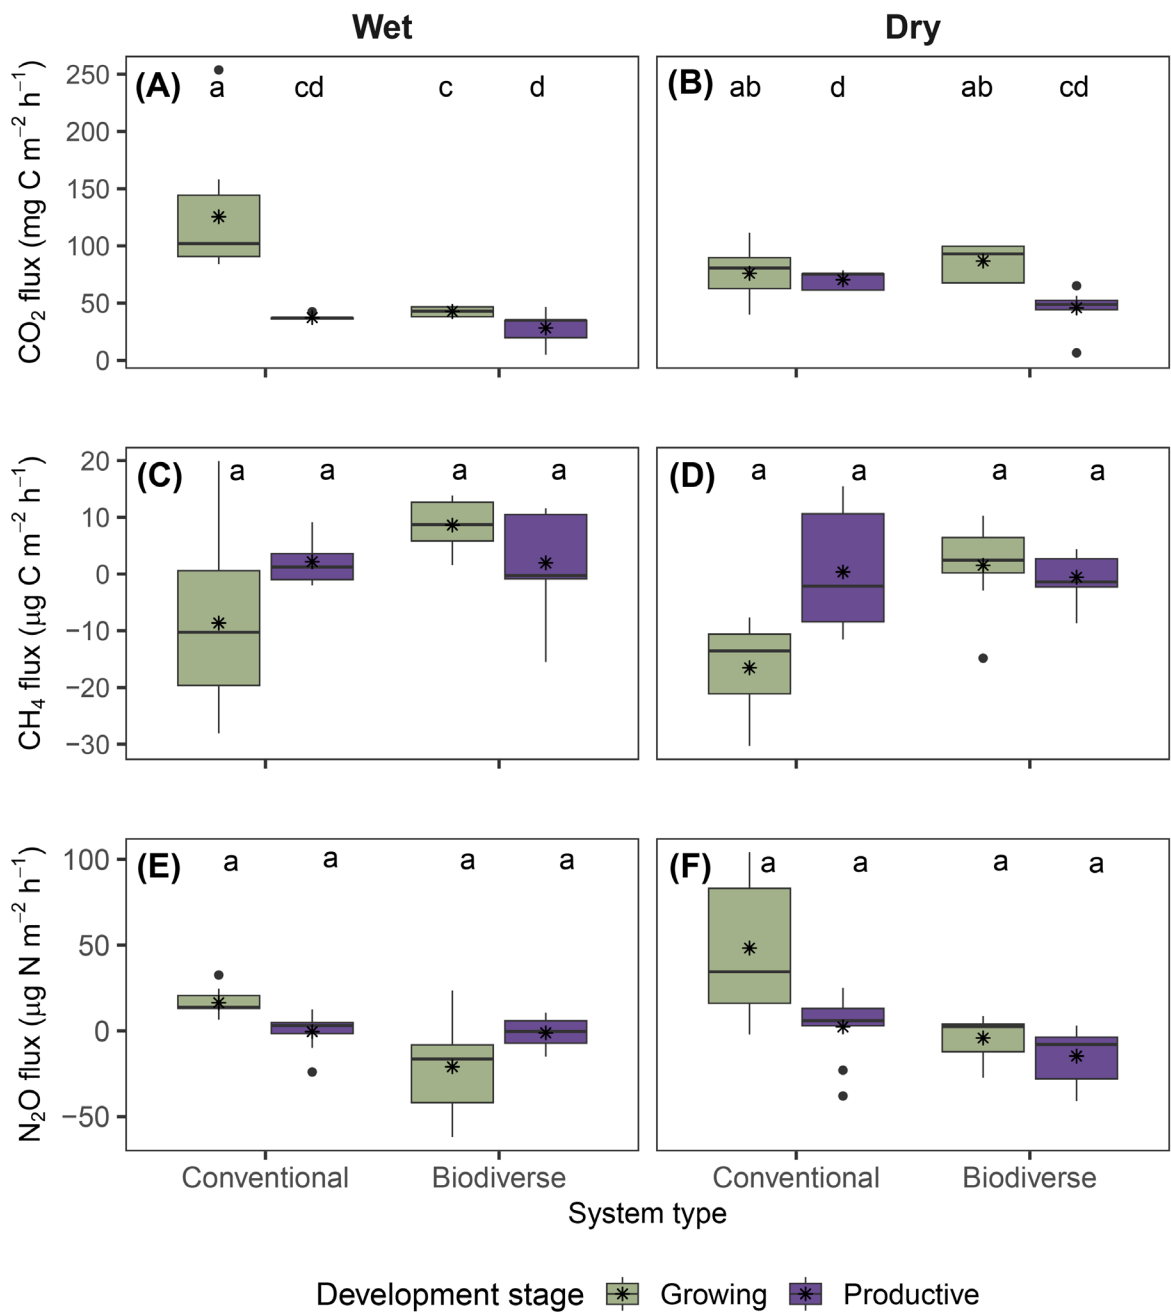 Wet Dry
(A) a cd c d
(B) ab d ab cd
CO₂ flux (mg C m⁻² h⁻¹)
250
200
150
100
50
0
(C) a a a a
(D) a a a a
CH₄ flux (µg C m⁻² h⁻¹)
20
10
0
−10
−20
−30
(E) a a a a
(F) a a a a
N₂O flux (µg N m⁻² h⁻¹)
100
50
0
−50
Conventional Biodiverse Conventional Biodiverse
System type
Development stage Growing Productive